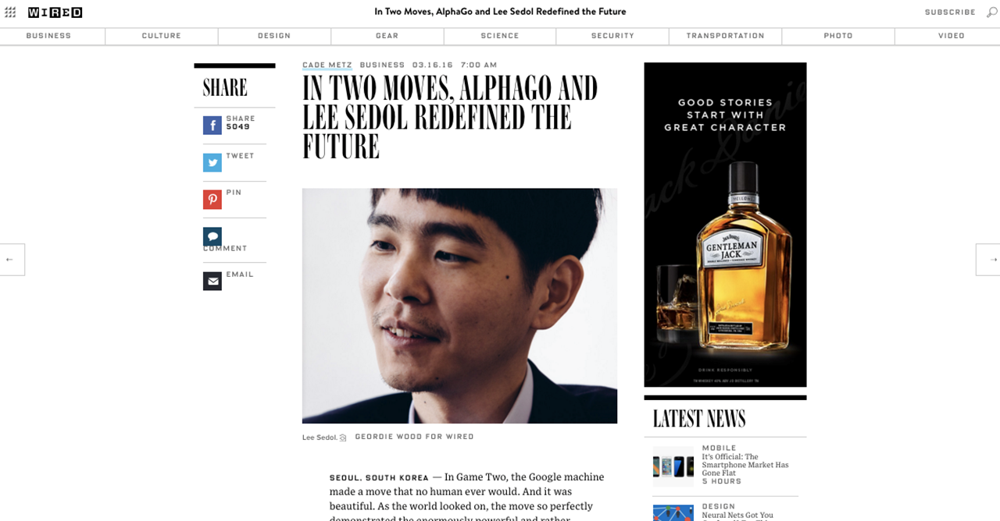 WIRED
In Two Moves, AlphaGo and Lee Sedol Redefined the Future
SUBSCRIBE
BUSINESS
CULTURE
DESIGN
GEAR
SCIENCE
SECURITY
TRANSPORTATION
PHOTO
VIDEO
SHARE
SHARE
5049
TWEET
PIN
COMMENT
EMAIL
CADE METZ BUSINESS 03.16.16 7:00 AM
IN TWO MOVES, ALPHAGO AND
LEE SEDOL REDEFINED THE
FUTURE
Lee Sedol. GEORDIE WOOD FOR WIRED
SEOUL, SOUTH KOREA — In Game Two, the Google machine
made a move that no human ever would. And it was
beautiful. As the world looked on, the move so perfectly
demonstrated the enormously powerful and rather
GOOD STORIES
START WITH
GREAT CHARACTER
Jack Daniel
MELLOW
JACK DANIEL'S
GENTLEMAN
JACK
DRINK RESPONSIBLY
LATEST NEWS
MOBILE
It's Official: The
Smartphone Market Has
Gone Flat
5 HOURS
DESIGN
Neural Nets Got You